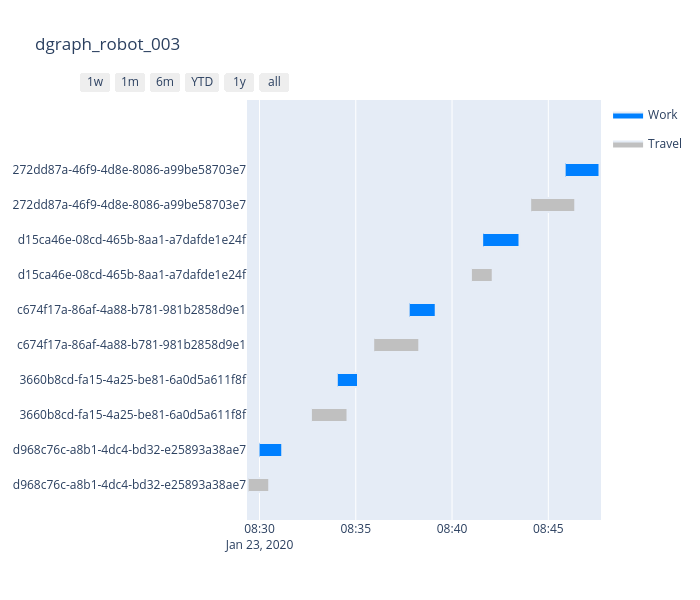 dgraph_robot_003
1w 1m 6m YTD 1y all
Work
Travel
272dd87a-46f9-4d8e-8086-a99be58703e7
272dd87a-46f9-4d8e-8086-a99be58703e7
d15ca46e-08cd-465b-8aa1-a7dafde1e24f
d15ca46e-08cd-465b-8aa1-a7dafde1e24f
c674f17a-86af-4a88-b781-981b2858d9e1
c674f17a-86af-4a88-b781-981b2858d9e1
3660b8cd-fa15-4a25-be81-6a0d5a611f8f
3660b8cd-fa15-4a25-be81-6a0d5a611f8f
d968c76c-a8b1-4dc4-bd32-e25893a38ae7
d968c76c-a8b1-4dc4-bd32-e25893a38ae7
08:30 08:35 08:40 08:45
Jan 23, 2020